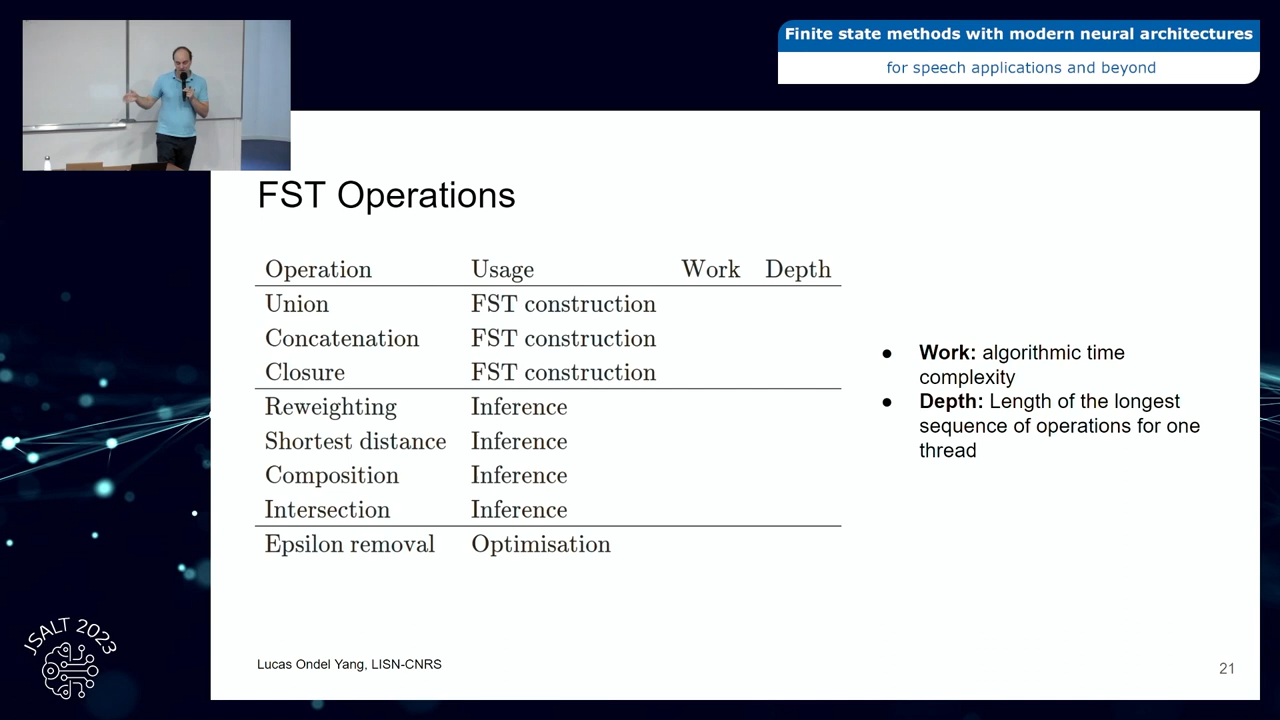 Finite state methods with modern neural architectures
for speech applications and beyond
FST Operations
Operation Usage Work Depth
Union FST construction
Concatenation FST construction
Closure FST construction
Reweighting Inference
Shortest distance Inference
Composition Inference
Intersection Inference
Epsilon removal Optimisation
● Work: algorithmic time
complexity
● Depth: Length of the longest
sequence of operations for one
thread
JSALT 2023
Lucas Ondel Yang, LISN-CNRS
21